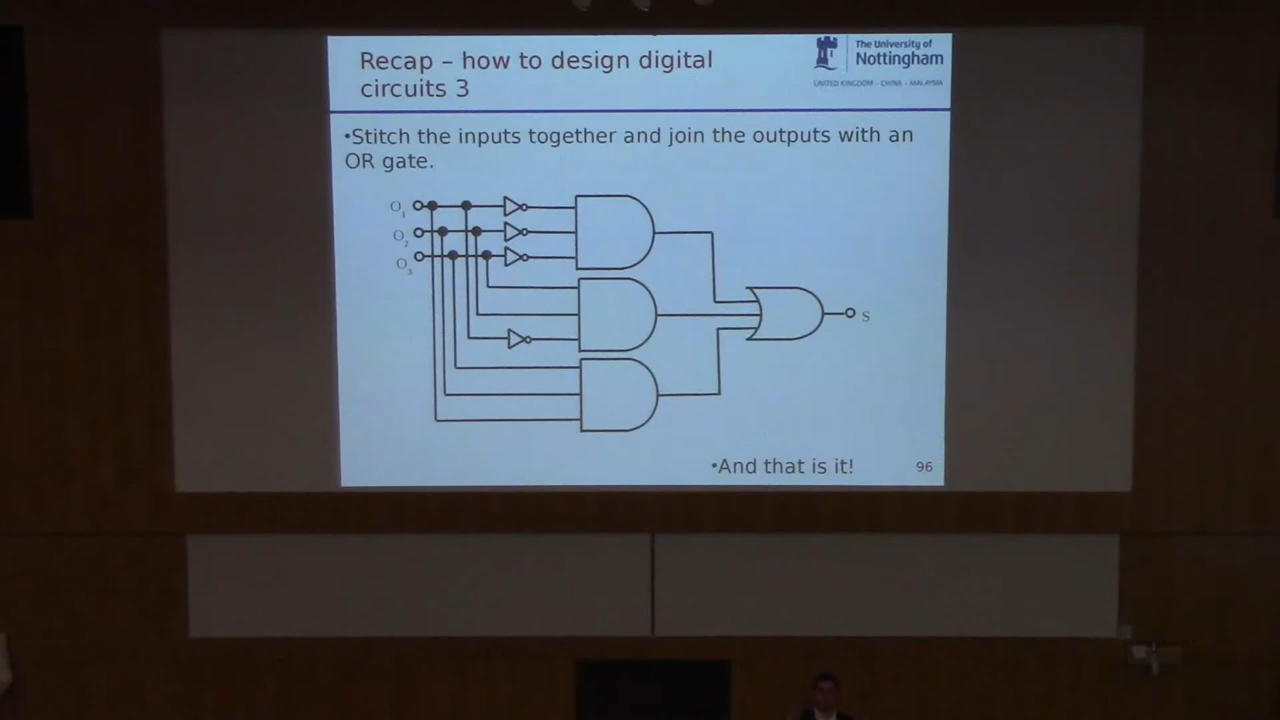 Recap – how to design digital
circuits 3
The University of
Nottingham
UNITED KINGDOM · CHINA · MALAYSIA
•Stitch the inputs together and join the outputs with an
OR gate.
O1
O2
O3
S
•And that is it!
96